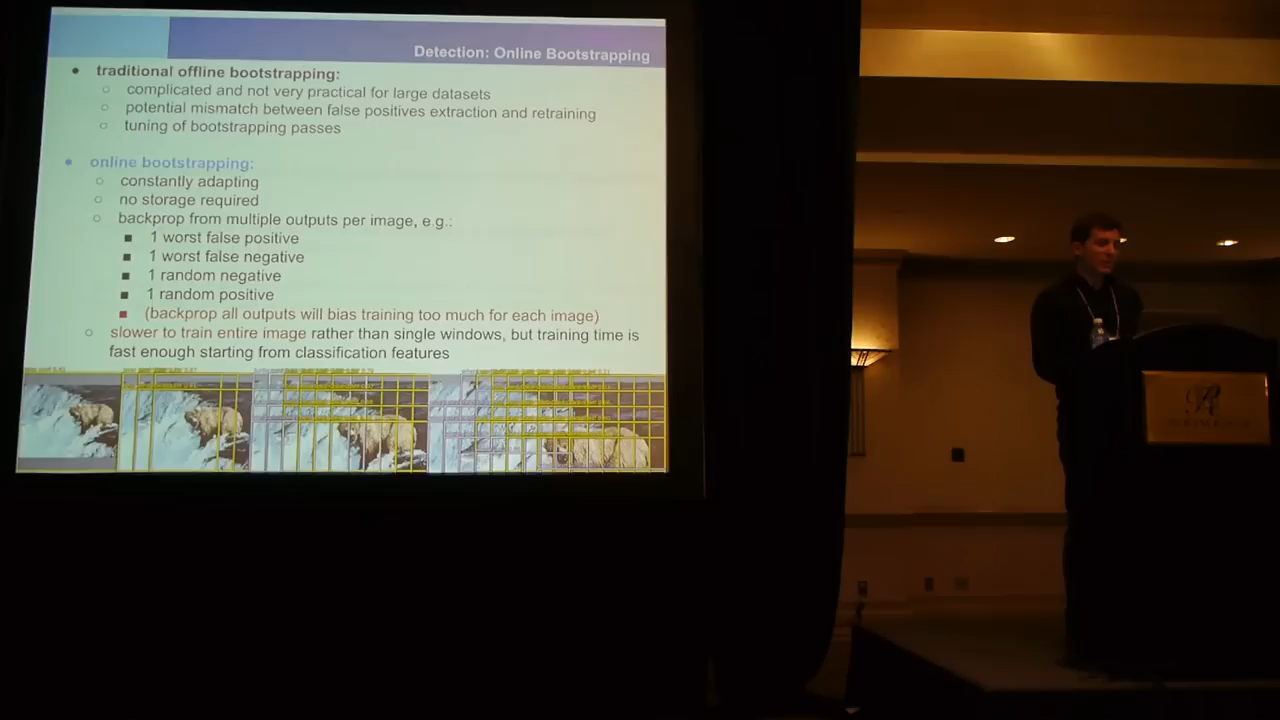 Detection: Online Bootstrapping
● traditional offline bootstrapping:
○ complicated and not very practical for large datasets
○ potential mismatch between false positives extraction and retraining
○ tuning of bootstrapping passes
● online bootstrapping:
○ constantly adapting
○ no storage required
○ backprop from multiple outputs per image, e.g.:
■ 1 worst false positive
■ 1 worst false negative
■ 1 random negative
■ 1 random positive
■ (backprop all outputs will bias training too much for each image)
○ slower to train entire image rather than single windows, but training time is
fast enough starting from classification features
R